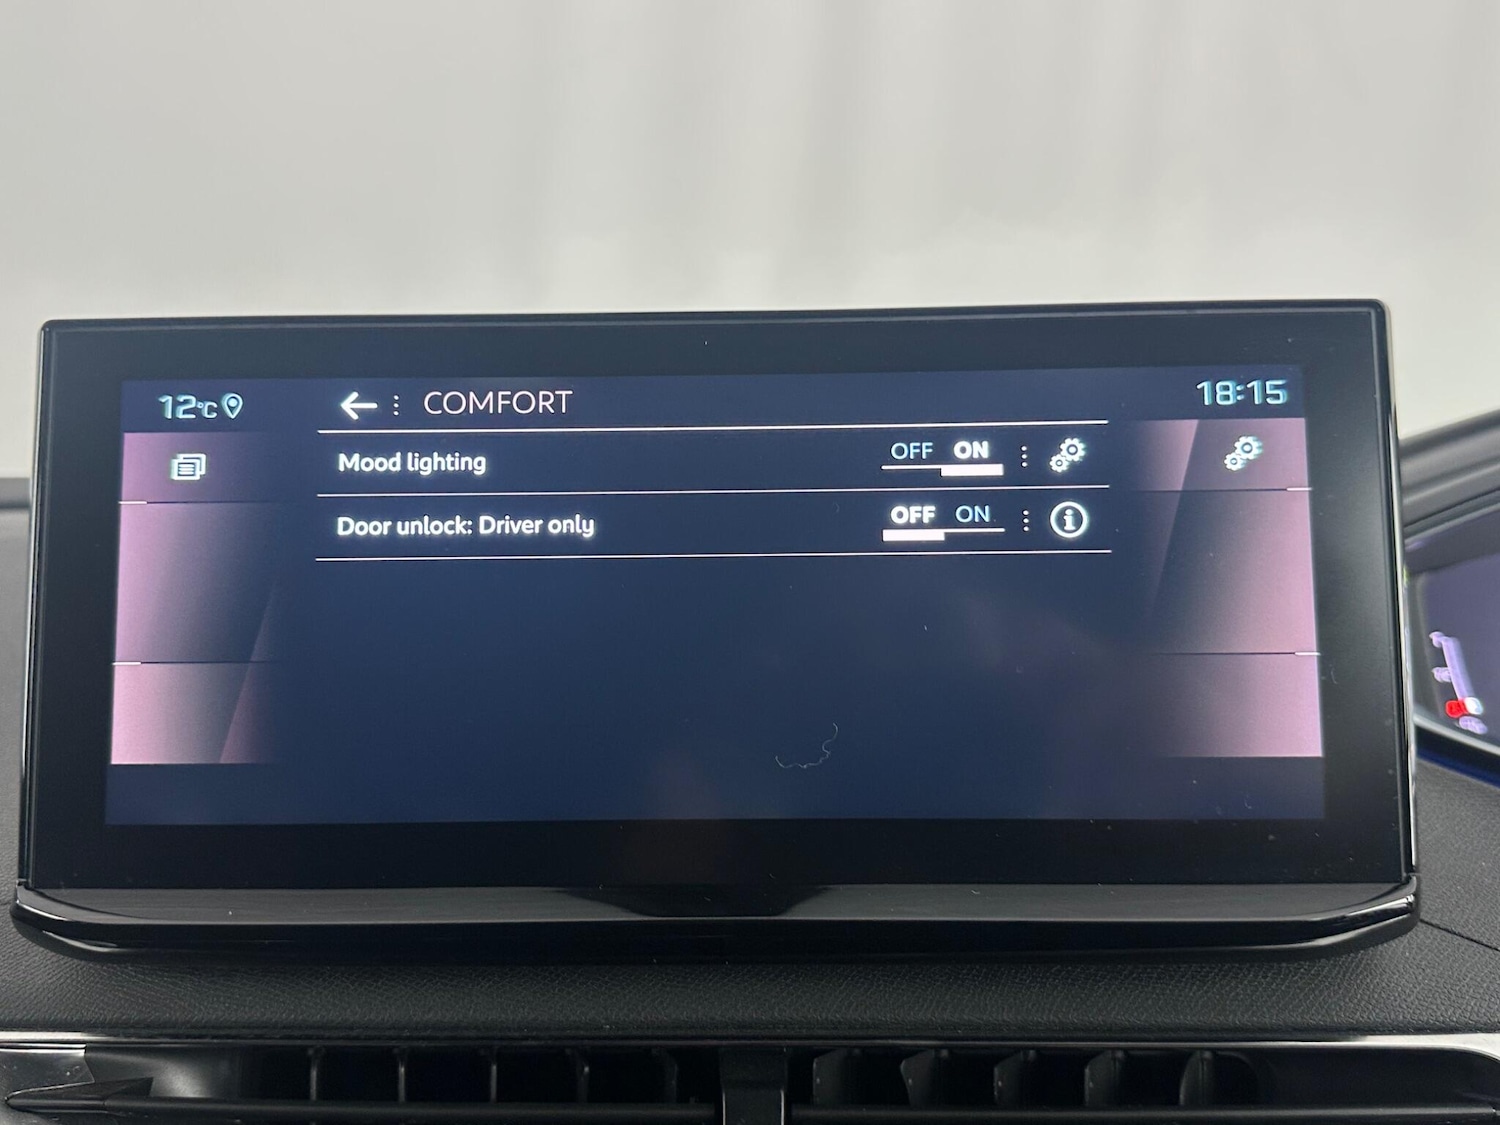 12°C
COMFORT
18:15
Mood lighting OFF ON
Door unlock: Driver only OFF ON